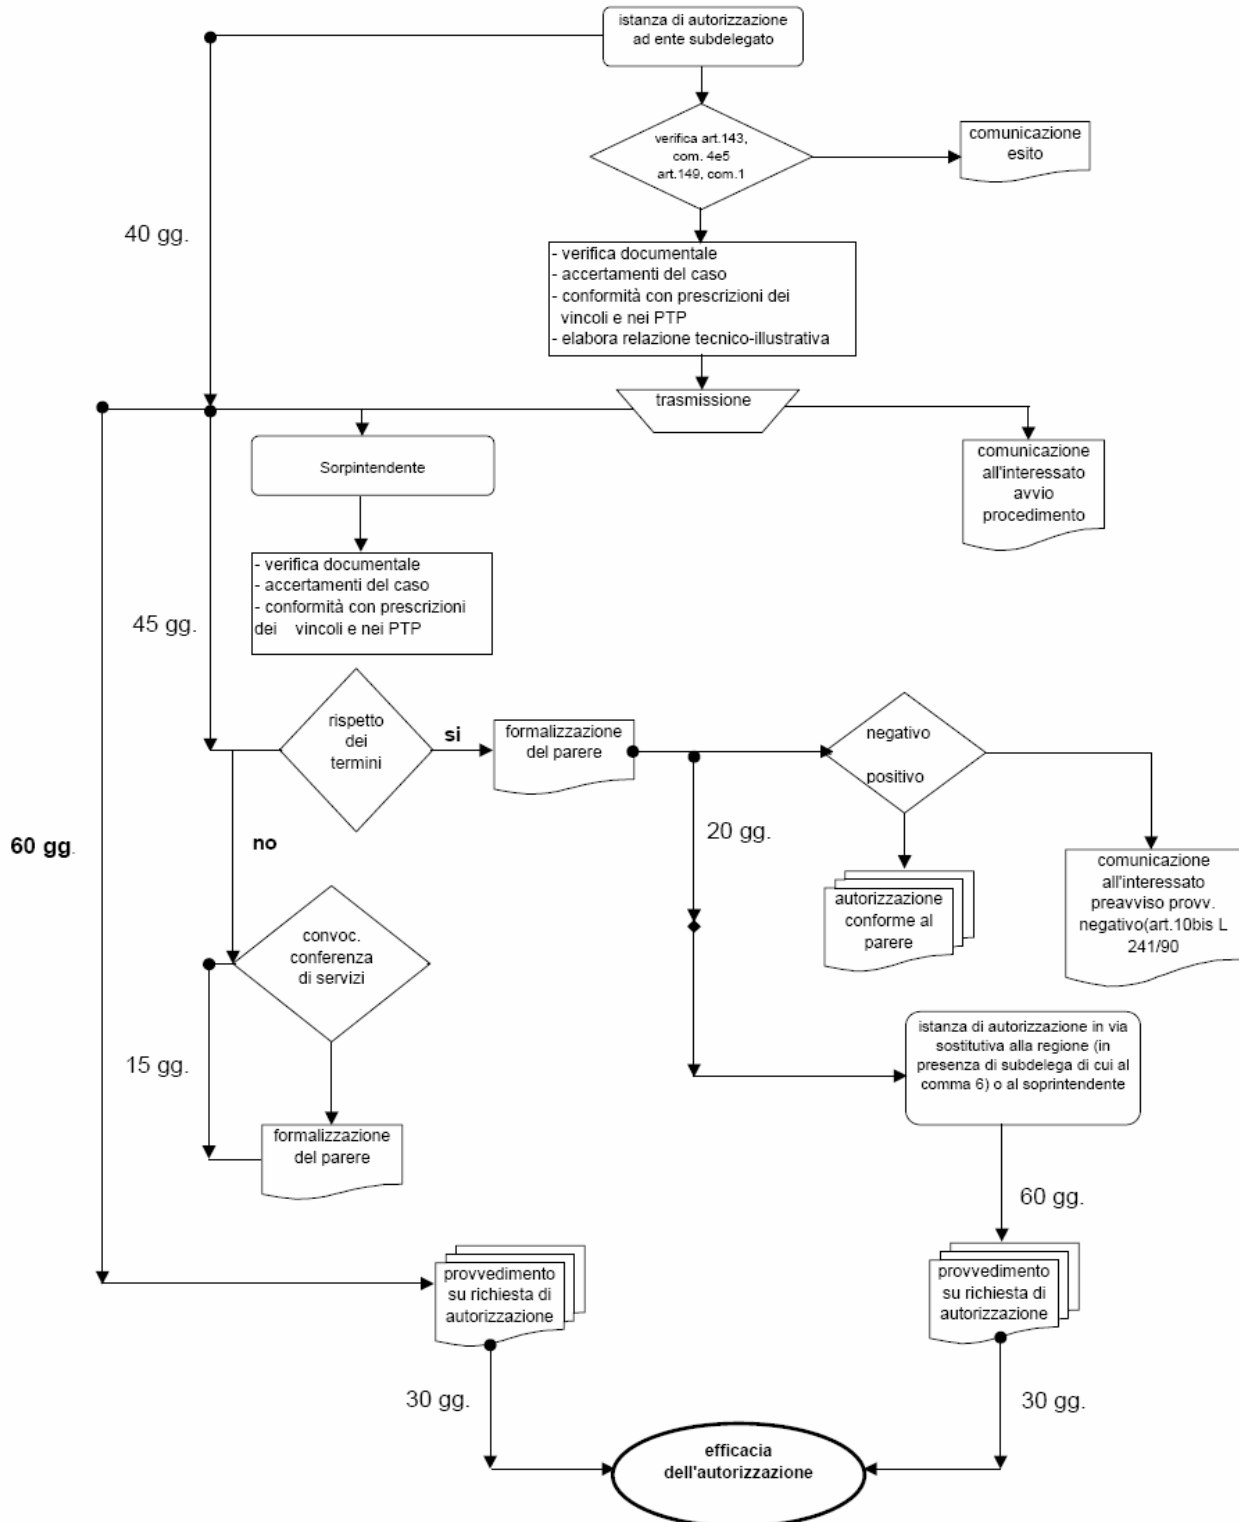 istanza di autorizzazione
ad ente subdelegato
verifica art.143,
com. 4e5
art.149, com.1
comunicazione
esito
40 gg.
- verifica documentale
- accertamenti del caso
- conformità con prescrizioni dei
vincoli e nei PTP
- elabora relazione tecnico-illustrativa
trasmissione
Sorpintendente
comunicazione
all'interessato
avvio
procedimento
- verifica documentale
- accertamenti del caso
- conformità con prescrizioni
dei vincoli e nei PTP
45 gg.
rispetto
dei
termini
si
formalizzazione
del parere
negativo
positivo
20 gg.
no
60 gg.
comunicazione
all'interessato
preavviso provv.
negativo(art.10bis L
241/90
autorizzazione
conforme al
parere
convoc.
conferenza
di servizi
istanza di autorizzazione in via
sostitutiva alla regione (in
presenza di subdelega di cui al
comma 6) o al soprintendente
15 gg.
formalizzazione
del parere
60 gg.
provvedimento
su richiesta di
autorizzazione
provvedimento
su richiesta di
autorizzazione
30 gg.
30 gg.
efficacia
dell'autorizzazione